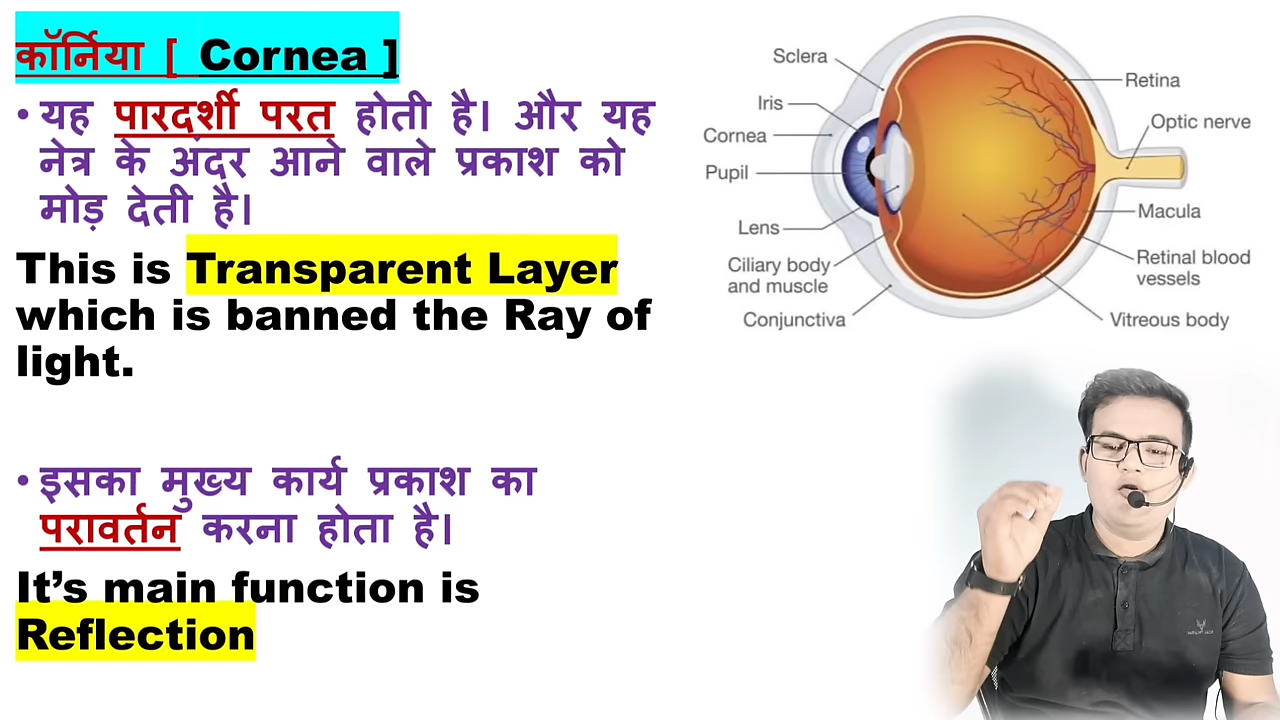 कॉर्निया [ Cornea ]
• यह पारदर्शी परत होती है। और यह
नेत्र के अंदर आने वाले प्रकाश को
मोड़ देती है।
This is Transparent Layer
which is banned the Ray of
light.
• इसका मुख्य कार्य प्रकाश का
परावर्तन करना होता है।
It's main function is
Reflection
Sclera
Iris
Cornea
Pupil
Lens
Ciliary body
and muscle
Conjunctiva
Retina
Optic nerve
Macula
Retinal blood
vessels
Vitreous body